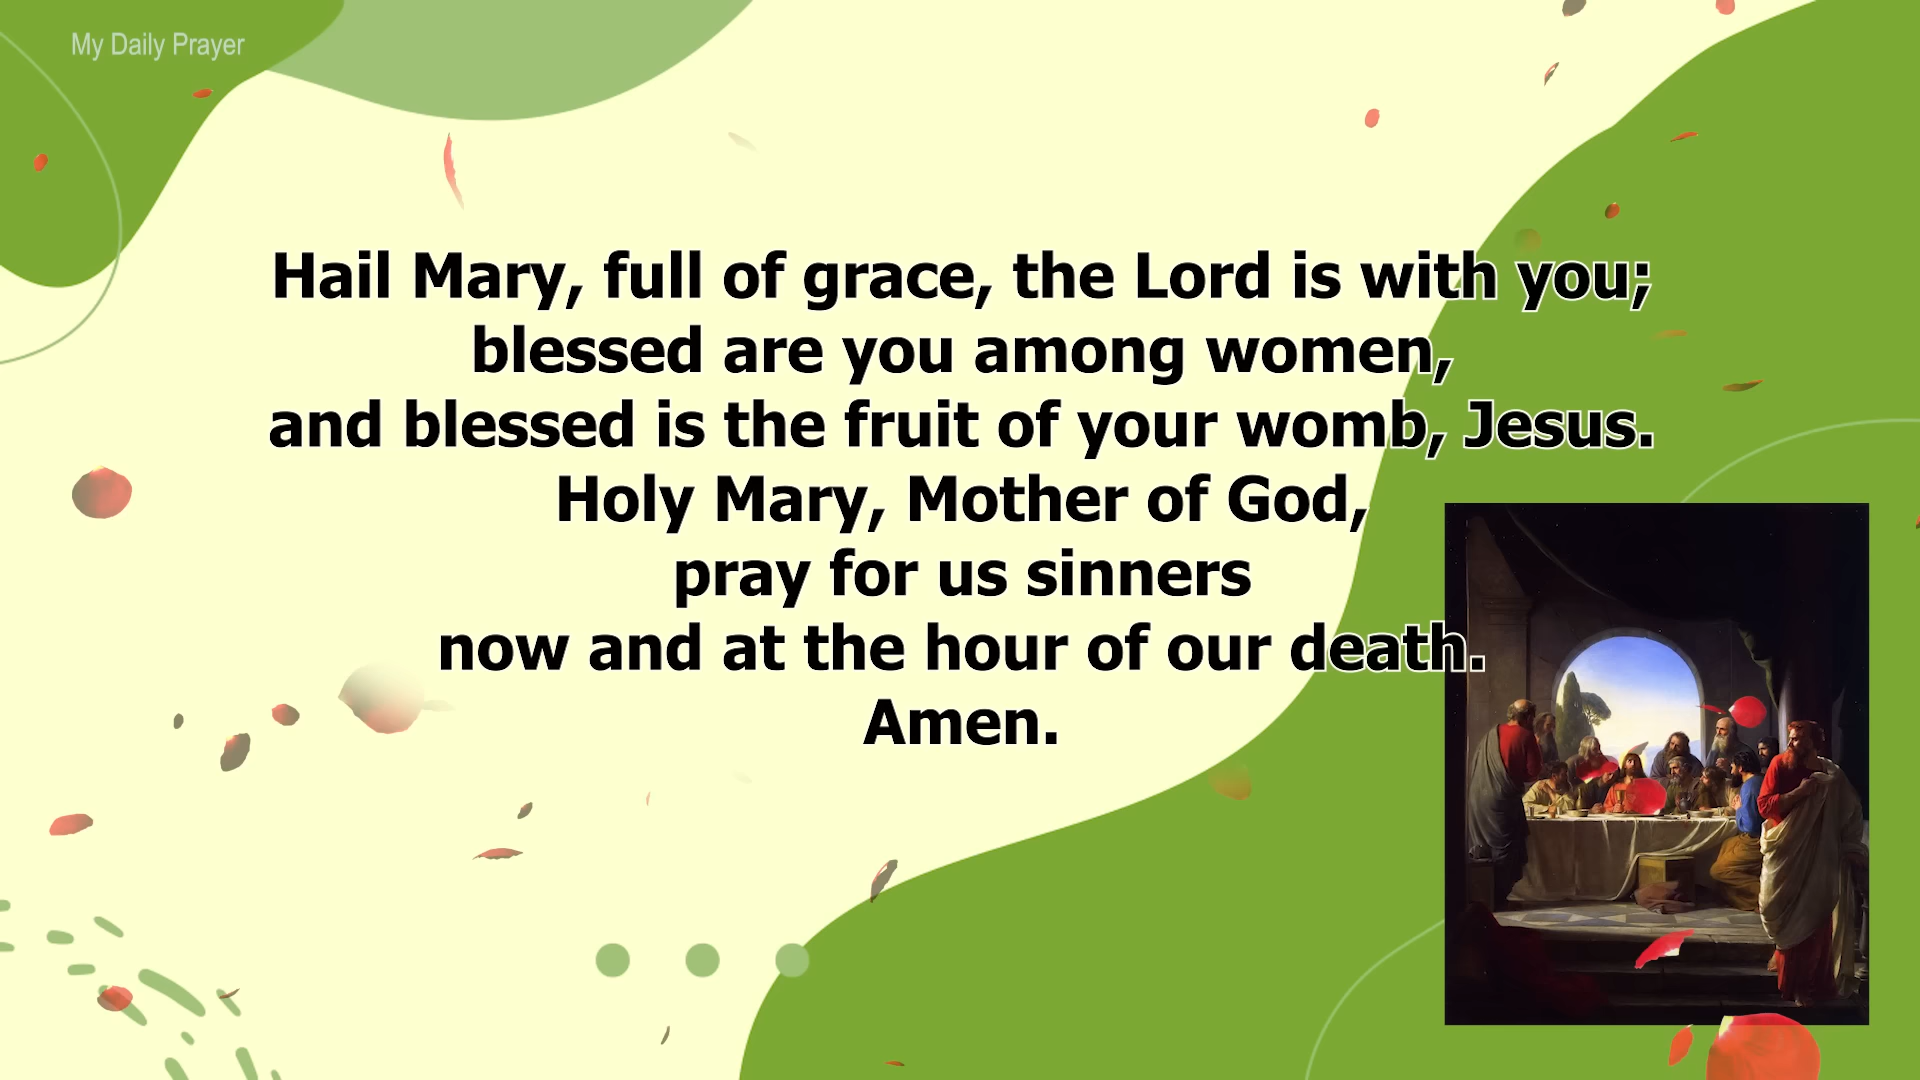 My Daily Prayer
Hail Mary, full of grace, the Lord is with you;
blessed are you among women,
and blessed is the fruit of your womb, Jesus.
Holy Mary, Mother of God,
pray for us sinners
now and at the hour of our death.
Amen.